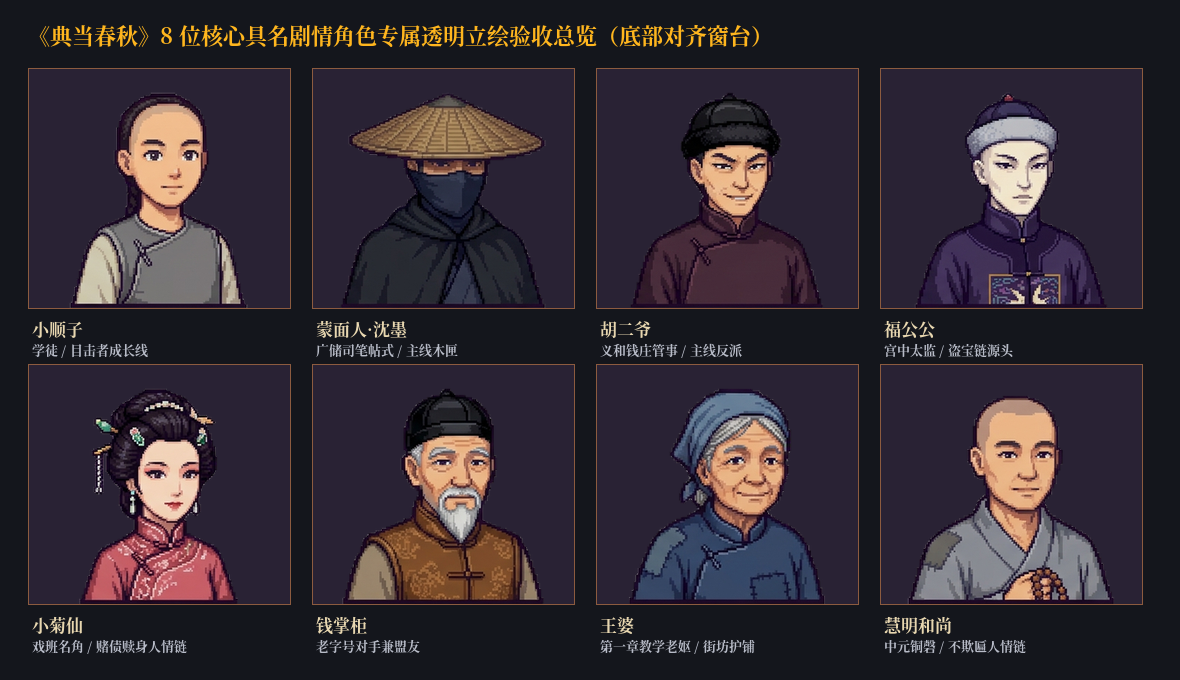 《典当春秋》8 位核心具名剧情角色专属透明立绘验收总览（底部对齐窗台）
小顺子
学徒 / 目击者成长线
蒙面人·沈墨
广储司笔帖式 / 主线木匣
胡二爷
义和钱庄管事 / 主线反派
福公公
宫中太监 / 盗宝链源头
小菊仙
戏班名角 / 赌债赎身人情链
钱掌柜
老字号对手兼盟友
王婆
第一章教学老妪 / 街坊护铺
慧明和尚
中元铜磬 / 不欺匾人情链